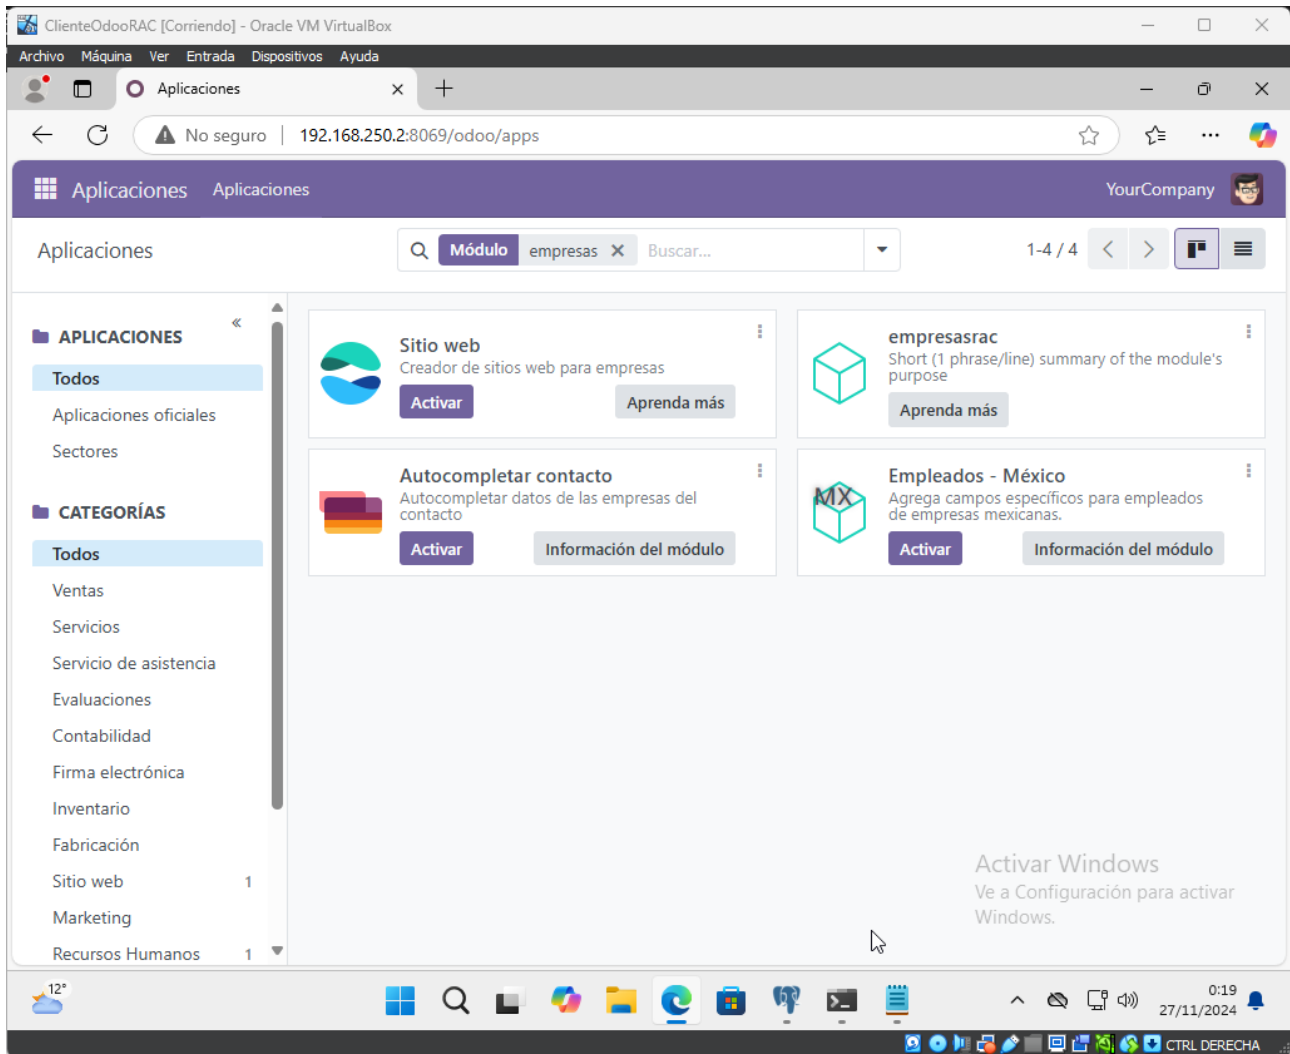 ClienteOdooRAC [Corriendo] - Oracle VM VirtualBox
Archivo Máquina Ver Entrada Dispositivos Ayuda
Aplicaciones
No seguro | 192.168.250.2:8069/odoo/apps
Aplicaciones Aplicaciones YourCompany
Aplicaciones Módulo empresas Buscar... 1-4 / 4
APLICACIONES
Todos
Aplicaciones oficiales
Sectores
CATEGORÍAS
Todos
Ventas
Servicios
Servicio de asistencia
Evaluaciones
Contabilidad
Firma electrónica
Inventario
Fabricación
Sitio web 1
Marketing
Recursos Humanos 1
Sitio web
Creador de sitios web para empresas
Activar Aprenda más
empresasrac
Short (1 phrase/line) summary of the module's
purpose
Aprenda más
Autocompletar contacto
Autocompletar datos de las empresas del
contacto
Activar Información del módulo
MX
Empleados - México
Agrega campos específicos para empleados
de empresas mexicanas.
Activar Información del módulo
Activar Windows
Ve a Configuración para activar
Windows.
12°
0:19
27/11/2024
CTRL DERECHA